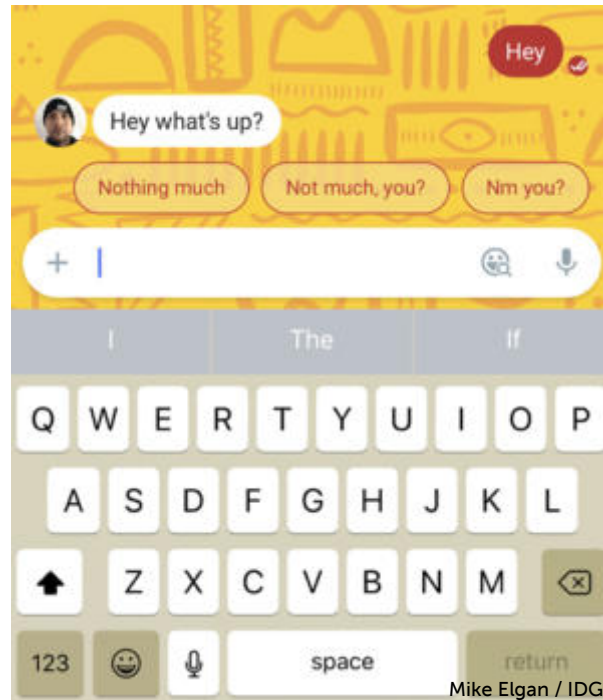 Hey
Hey what's up?
Nothing much Not much, you? Nm you?
I The If
Q W E R T Y U I O P
A S D F G H J K L
Z X C V B N M
123 space return
Mike Elgan / IDG